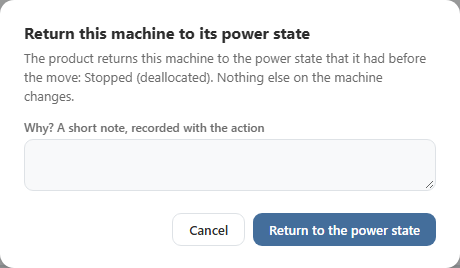 Return this machine to its power state
The product returns this machine to the power state that it had before
the move: Stopped (deallocated). Nothing else on the machine
changes.
Why? A short note, recorded with the action
Cancel
Return to the power state